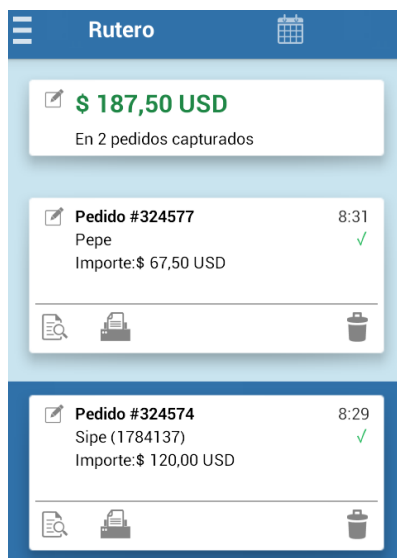 Rutero
$ 187,50 USD
En 2 pedidos capturados
Pedido #324577 8:31
Pepe √
Importe:$ 67,50 USD
Pedido #324574 8:29
Sipe (1784137) √
Importe:$ 120,00 USD